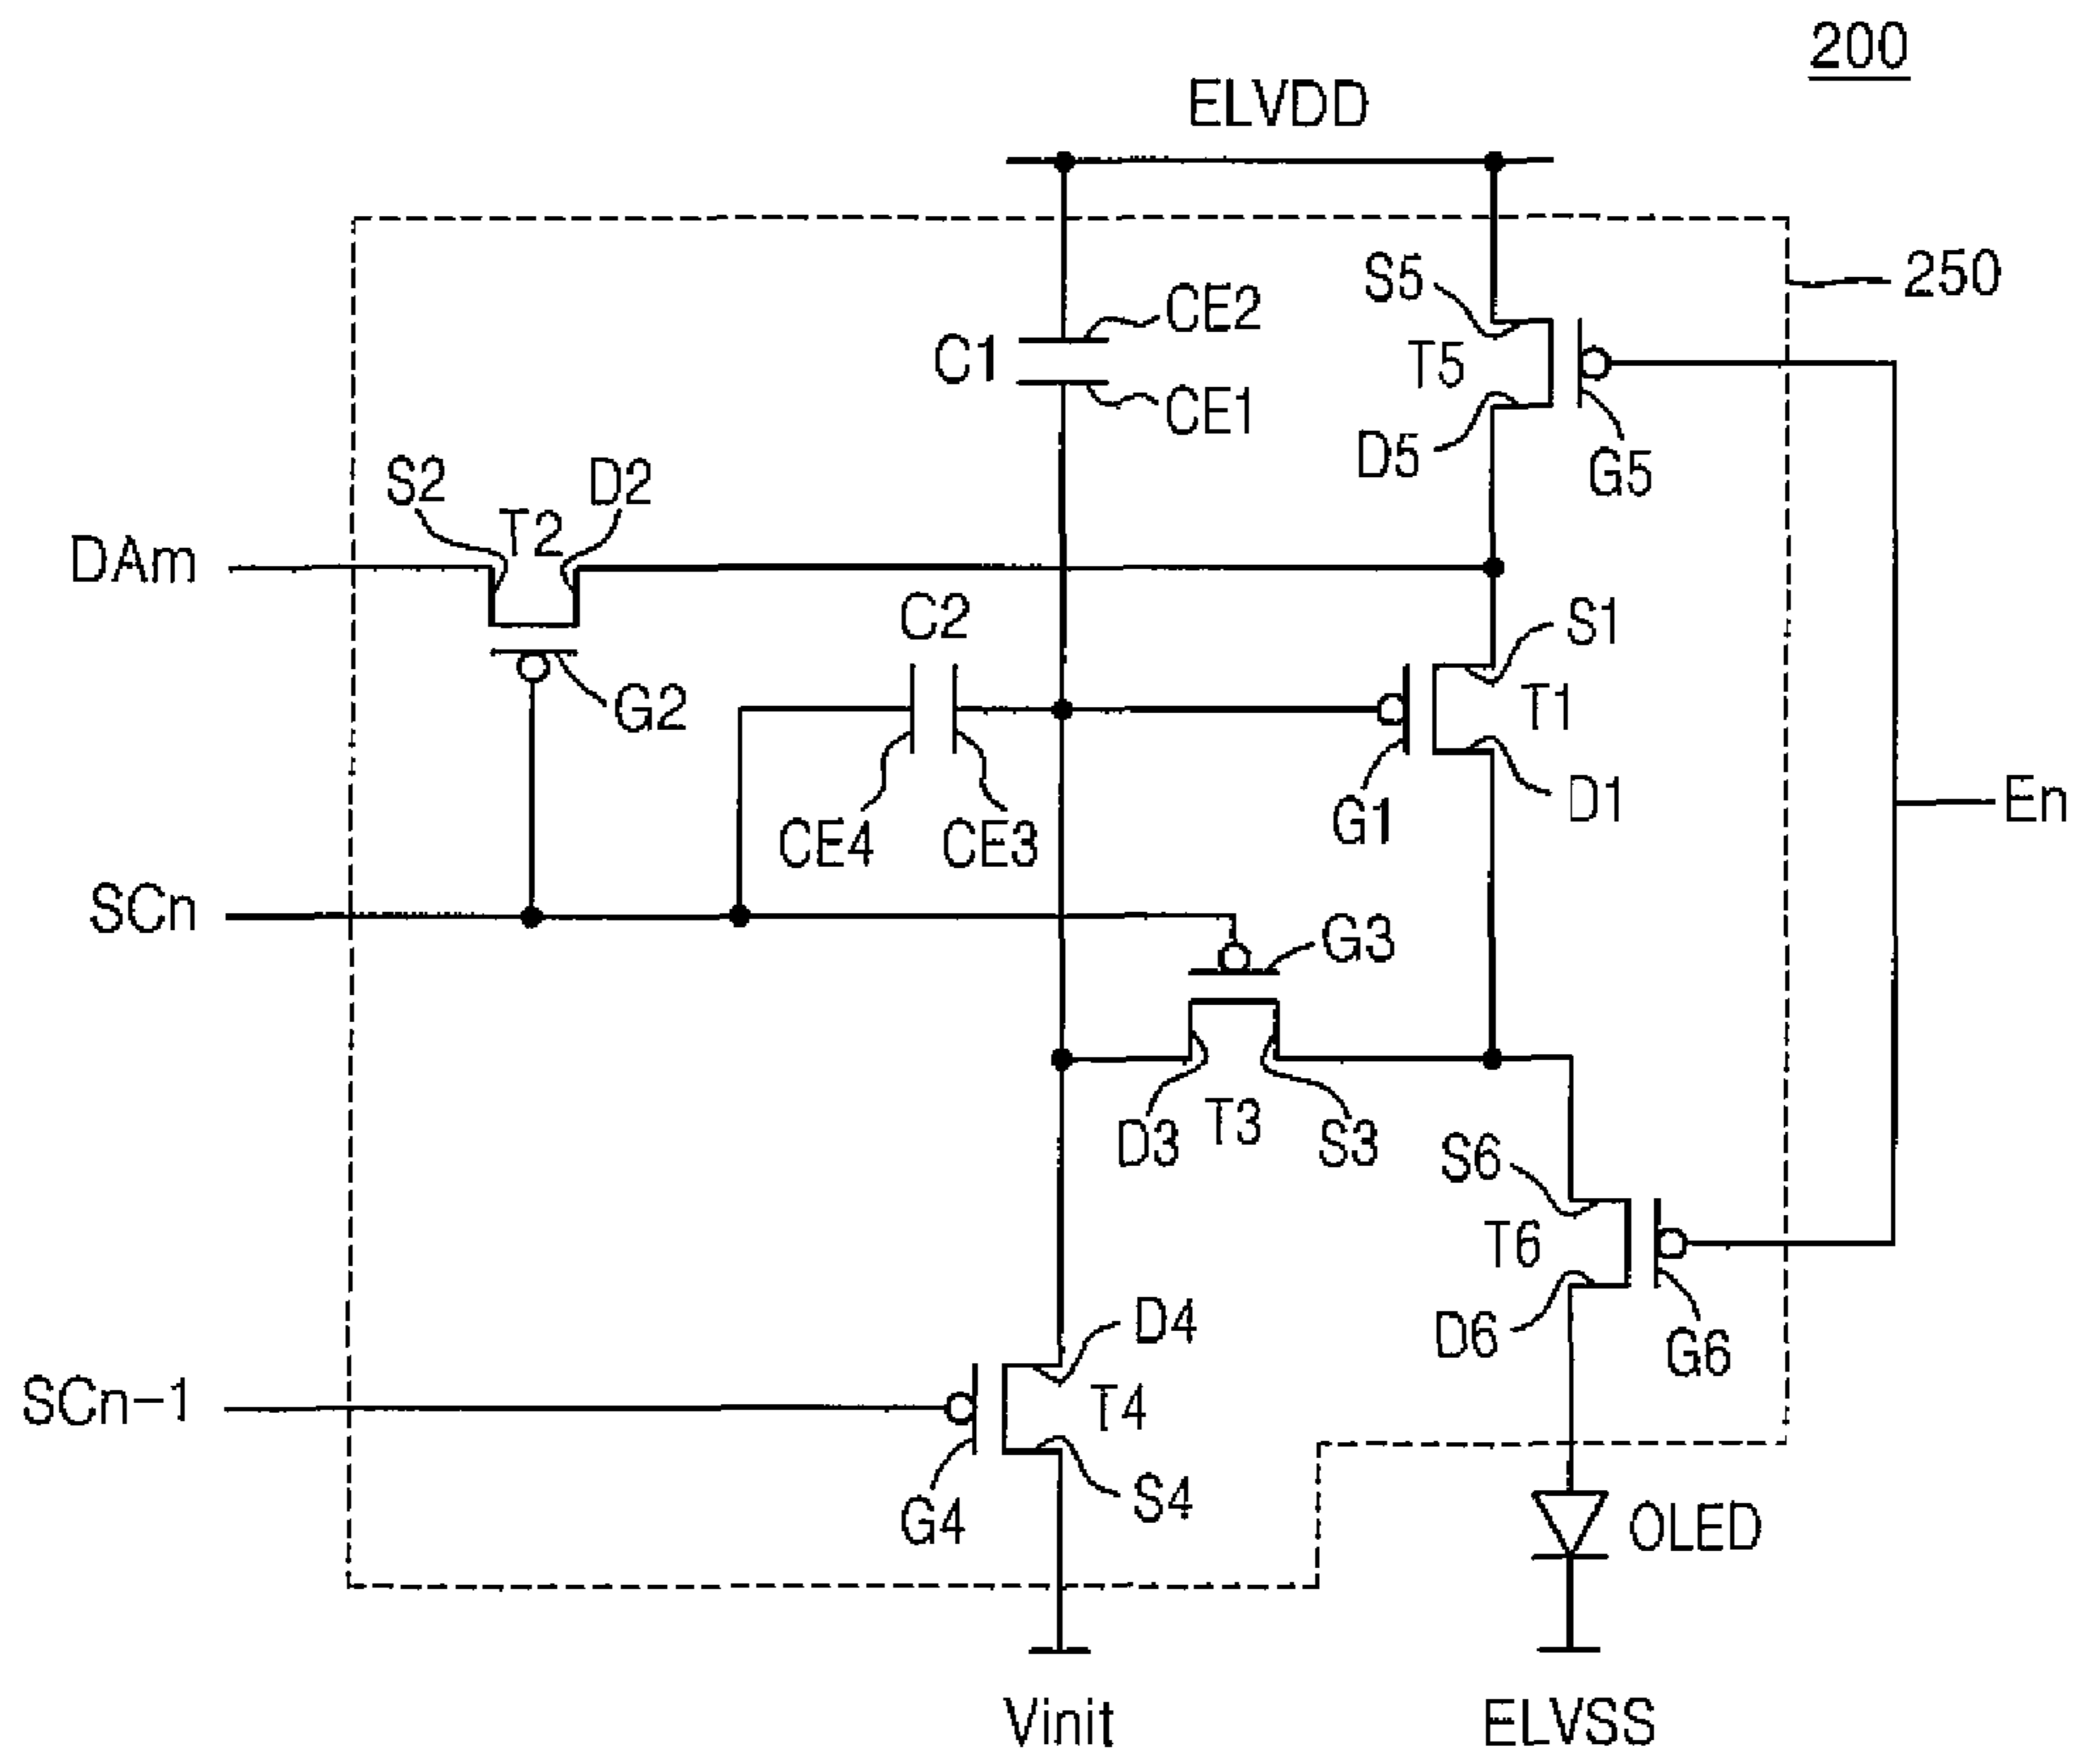 200
ELVDD
250
S5
CE2
C1
T5
CE1
D5
G5
S2
D2
T2
DAm
C2
S1
G2
T1
D1
En
G1
CE4
CE3
SCn
G3
D3
T3
S3
S6
T6
D4
D6
G6
SCn-1
T4
S4
G4
OLED
Vinit
ELVSS